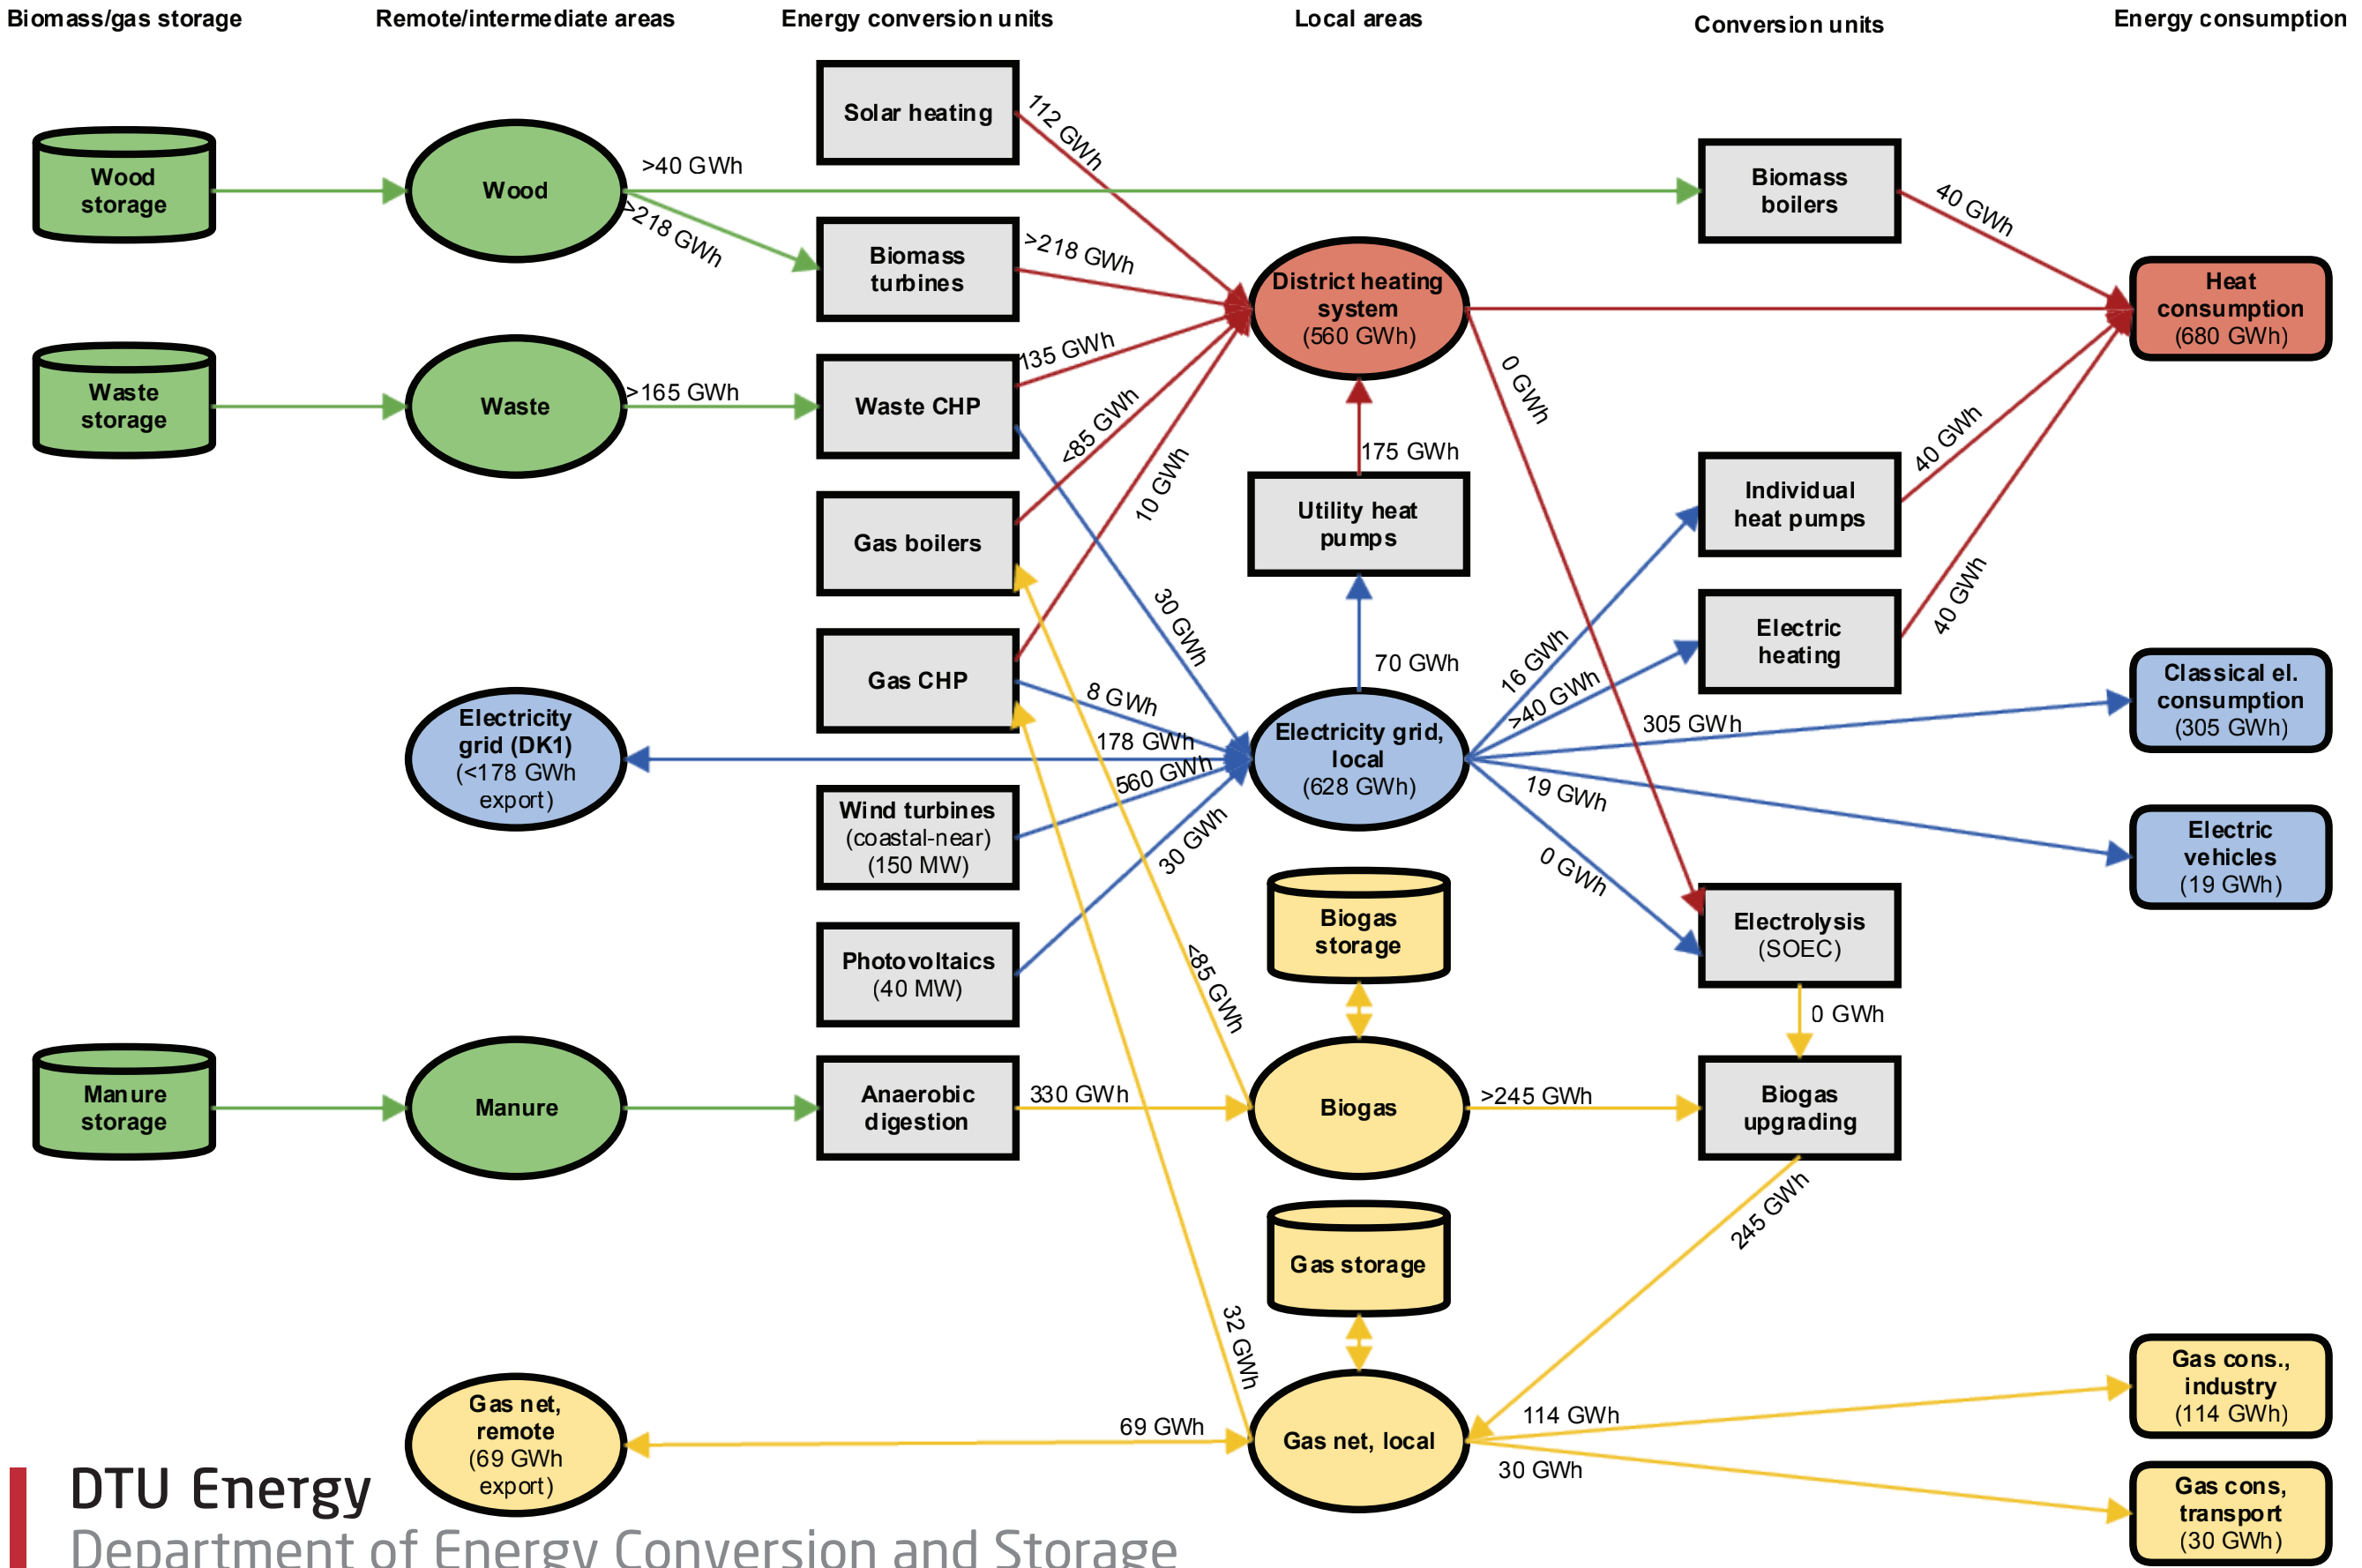 Biomass/gas storage
Remote/intermediate areas
Energy conversion units
Local areas
Conversion units
Energy consumption
Solar heating
112 GWh
Wood
storage
Wood
>40 GWh
>218 GWh
Biomass
turbines
>218 GWh
Biomass
boilers
40 GWh
District heating
system
(560 GWh)
Heat
consumption
(680 GWh)
Waste
storage
Waste
>165 GWh
Waste CHP
135 GWh
<85 GWh
10 GWh
0 GWh
175 GWh
Gas boilers
Utility heat
pumps
Individual
heat pumps
40 GWh
30 GWh
Electric
heating
40 GWh
Gas CHP
8 GWh
70 GWh
16 GWh
>40 GWh
Electricity
grid (DK1)
(<178 GWh
export)
178 GWh
560 GWh
Electricity grid,
local
(628 GWh)
305 GWh
Classical el.
consumption
(305 GWh)
Wind turbines
(coastal-near)
(150 MW)
30 GWh
19 GWh
0 GWh
Electric
vehicles
(19 GWh)
Photovoltaics
(40 MW)
<85 GWh
Biogas
storage
Electrolysis
(SOEC)
0 GWh
Manure
storage
Manure
Anaerobic
digestion
330 GWh
Biogas
>245 GWh
Biogas
upgrading
245 GWh
Gas storage
32 GWh
Gas net,
remote
(69 GWh
export)
69 GWh
Gas net, local
114 GWh
30 GWh
Gas cons.,
industry
(114 GWh)
Gas cons,
transport
(30 GWh)
DTU Energy
Department of Energy Conversion and Storage